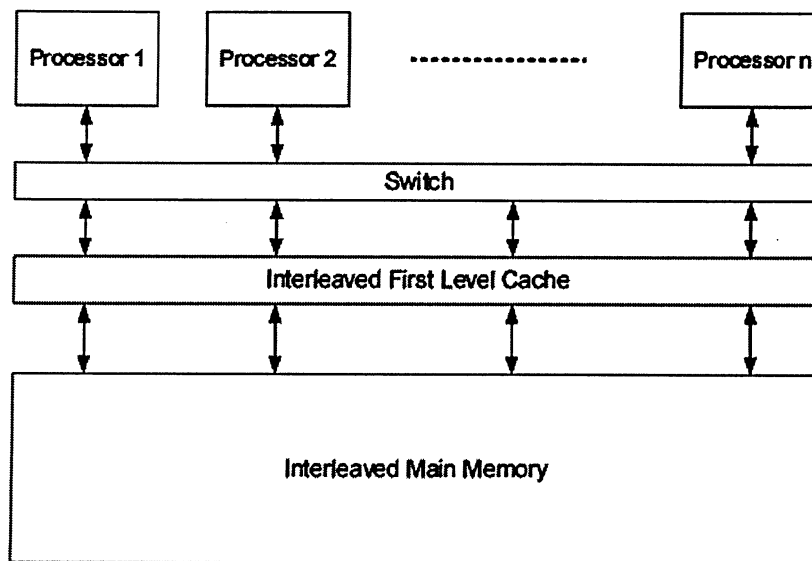 Processor 1
Processor 2
Processor n
Switch
Interleaved First Level Cache
Interleaved Main Memory